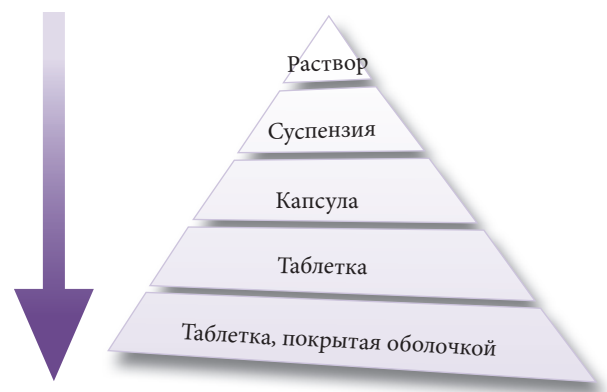 Раствор
Суспензия
Капсула
Таблетка
Таблетка, покрытая оболочкой